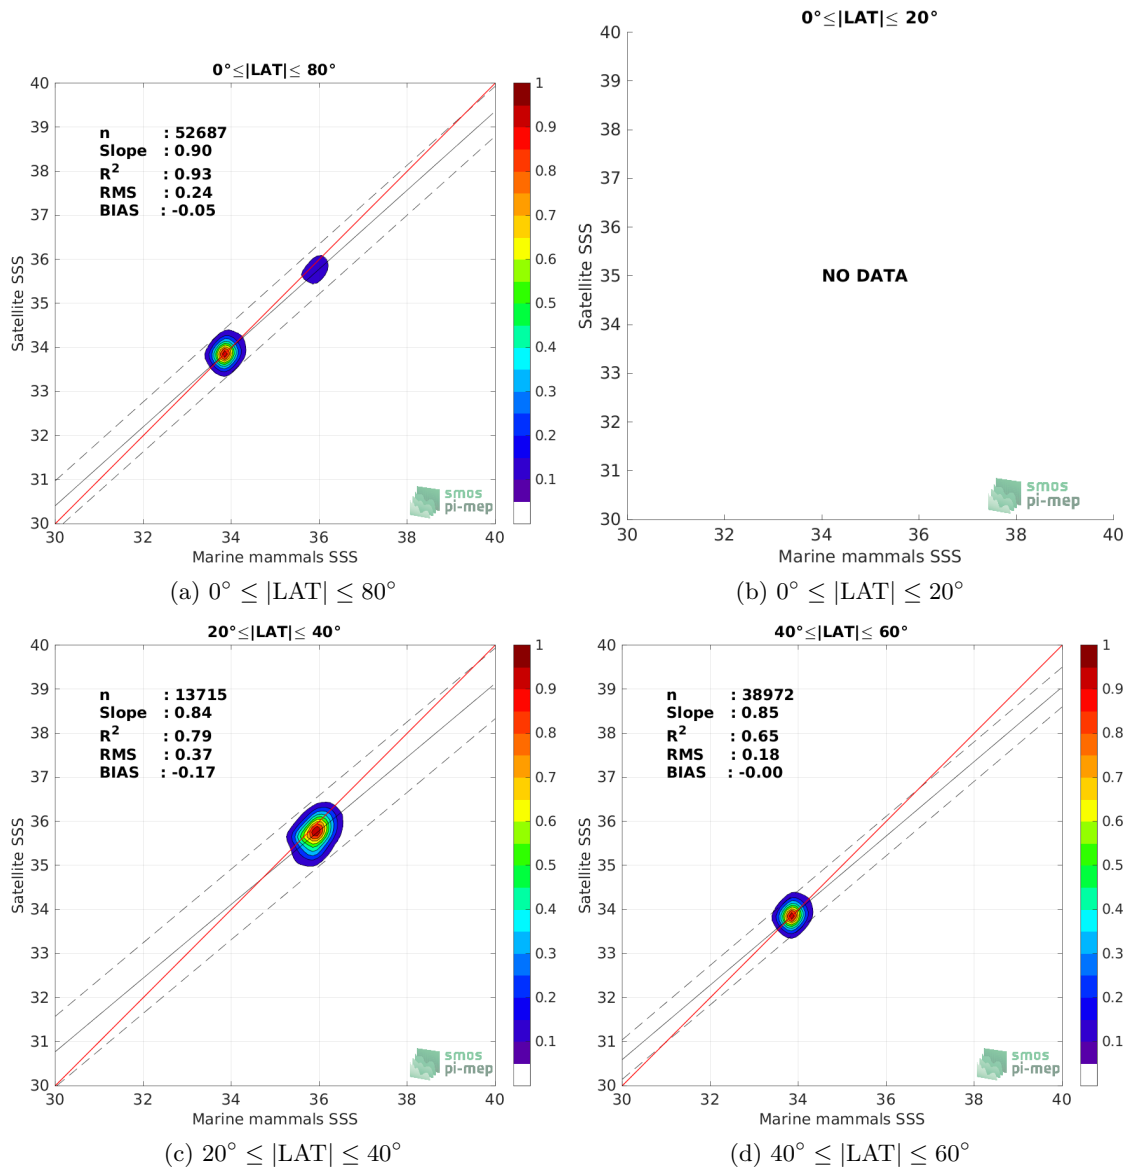 0°≤|LAT|≤ 80°
n : 52687
Slope : 0.90
R² : 0.93
RMS : 0.24
BIAS : -0.05
40
39
38
37
36
35
34
33
32
31
30
Satellite SSS
30 32 34 36 38 40
Marine mammals SSS
1
0.9
0.8
0.7
0.6
0.5
0.4
0.3
0.2
0.1
smos
pi-mep
(a) 0° ≤ |LAT| ≤ 80°
0°≤|LAT|≤ 20°
40
39
38
37
36
35
34
33
32
31
30
Satellite SSS
NO DATA
30 32 34 36 38 40
Marine mammals SSS
smos
pi-mep
(b) 0° ≤ |LAT| ≤ 20°
20°≤|LAT|≤ 40°
n : 13715
Slope : 0.84
R² : 0.79
RMS : 0.37
BIAS : -0.17
40
39
38
37
36
35
34
33
32
31
30
Satellite SSS
30 32 34 36 38 40
Marine mammals SSS
1
0.9
0.8
0.7
0.6
0.5
0.4
0.3
0.2
0.1
smos
pi-mep
(c) 20° ≤ |LAT| ≤ 40°
40°≤|LAT|≤ 60°
n : 38972
Slope : 0.85
R² : 0.65
RMS : 0.18
BIAS : -0.00
40
39
38
37
36
35
34
33
32
31
30
Satellite SSS
30 32 34 36 38 40
Marine mammals SSS
1
0.9
0.8
0.7
0.6
0.5
0.4
0.3
0.2
0.1
smos
pi-mep
(d) 40° ≤ |LAT| ≤ 60°